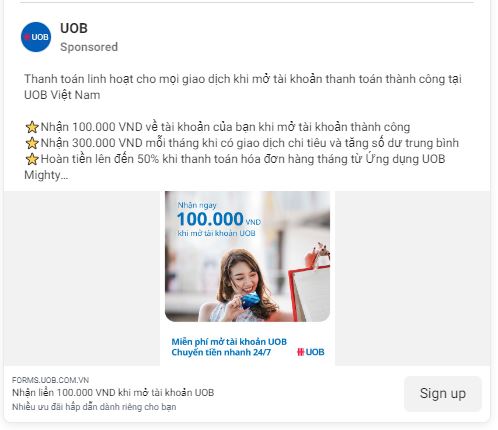 UOB
UOB
Sponsored
Thanh toán linh hoạt cho mọi giao dịch khi mở tài khoản thanh toán thành công tại
UOB Việt Nam
⭐Nhận 100.000 VND về tài khoản của bạn khi mở tài khoản thành công
⭐Nhận 300.000 VND mỗi tháng khi có giao dịch chi tiêu và tăng số dư trung bình
⭐Hoàn tiền lên đến 50% khi thanh toán hóa đơn hàng tháng từ Ứng dụng UOB
Mighty...
Nhận ngay
100.000 VND
khi mở tài khoản UOB
Miễn phí mở tài khoản UOB
Chuyển tiền nhanh 24/7
UOB
FORMS.UOB.COM.VN
Nhận liền 100.000 VND khi mở tài khoản UOB
Nhiều ưu đãi hấp dẫn dành riêng cho bạn
Sign up